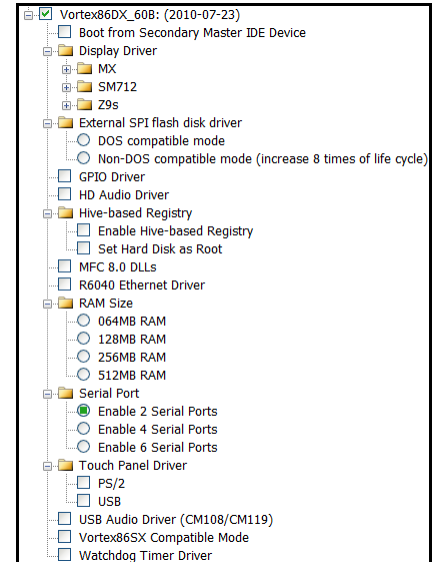 Vortex86DX_60B: (2010-07-23)
Boot from Secondary Master IDE Device
Display Driver
MX
SM712
Z9s
External SPI flash disk driver
DOS compatible mode
Non-DOS compatible mode (increase 8 times of life cycle)
GPIO Driver
HD Audio Driver
Hive-based Registry
Enable Hive-based Registry
Set Hard Disk as Root
MFC 8.0 DLLs
R6040 Ethernet Driver
RAM Size
064MB RAM
128MB RAM
256MB RAM
512MB RAM
Serial Port
Enable 2 Serial Ports
Enable 4 Serial Ports
Enable 6 Serial Ports
Touch Panel Driver
PS/2
USB
USB Audio Driver (CM108/CM119)
Vortex86SX Compatible Mode
Watchdog Timer Driver